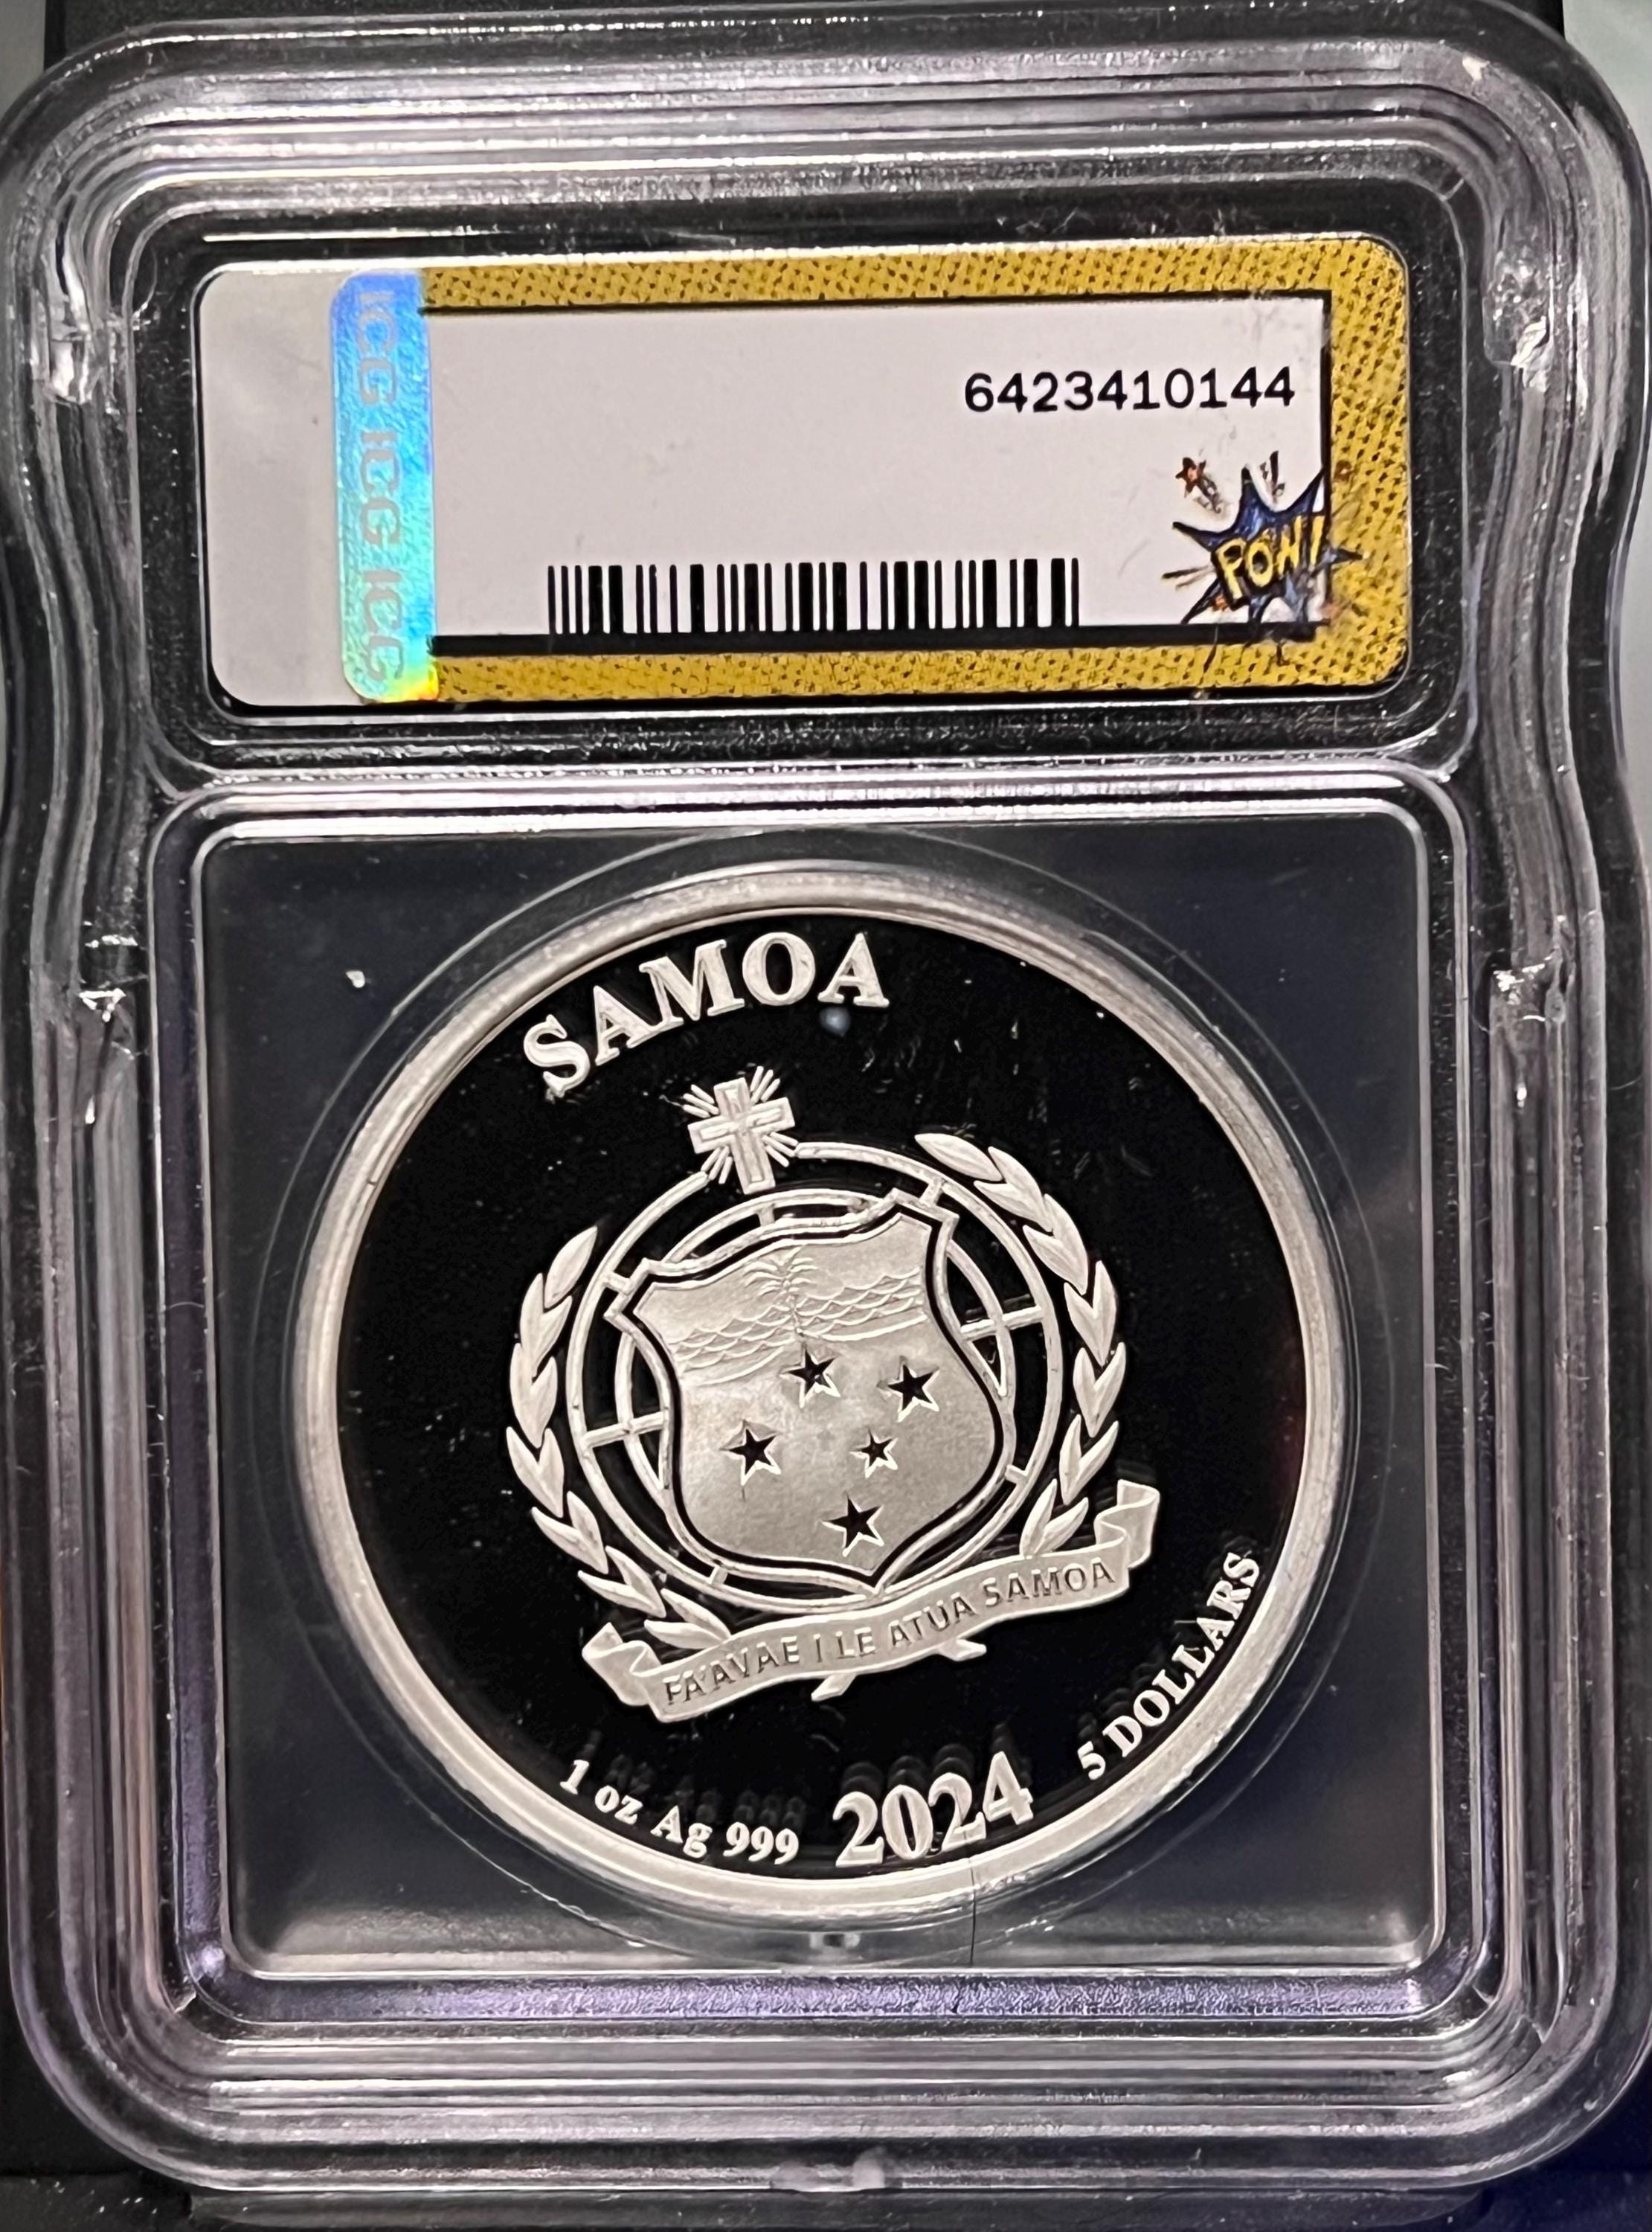 ICG ICG ICG
6423410144
POW!
SAMOA
FA'AVAE I LE ATUA SAMOA
1 oz Ag 999
2024
5 DOLLARS